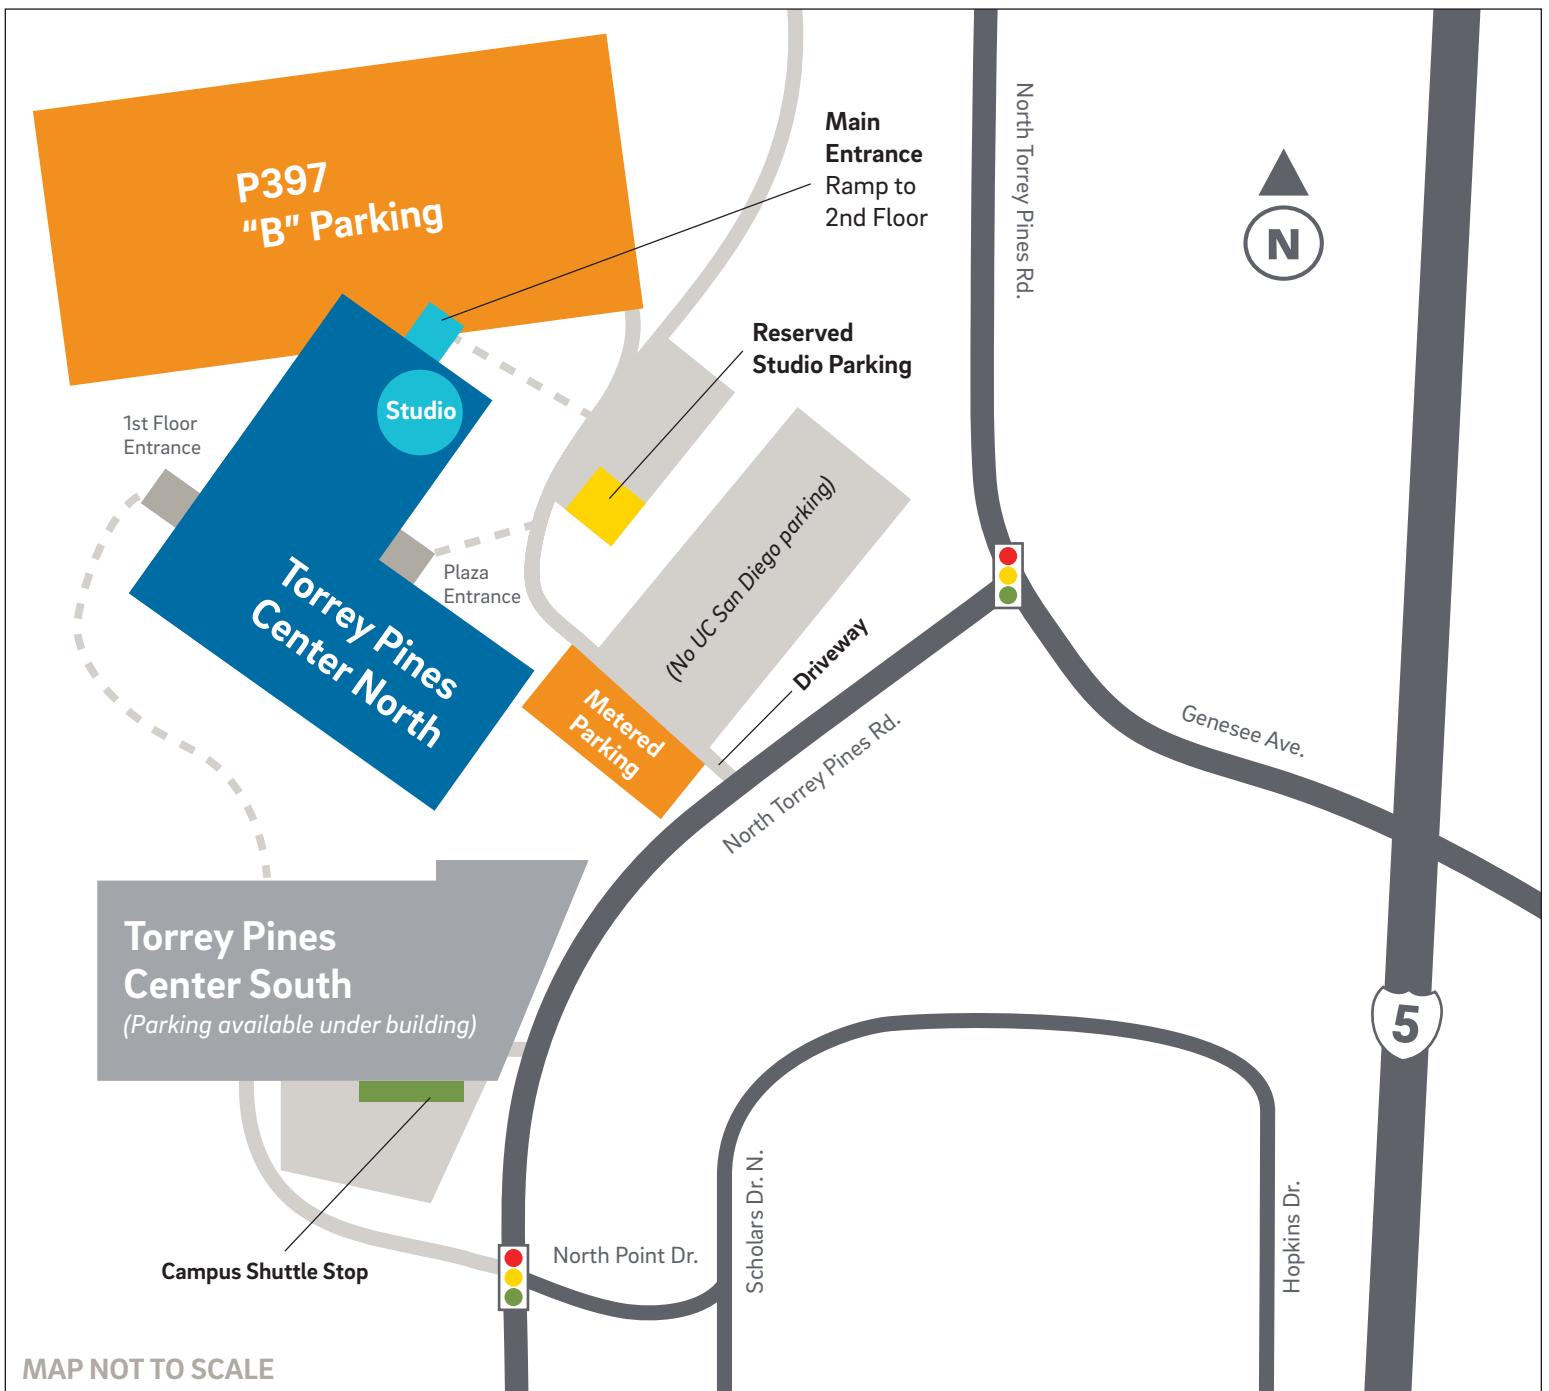 P397
“B” Parking
Main
Entrance
Ramp to
2nd Floor
North Torrey Pines Rd.
N
Reserved
Studio Parking
Studio
1st Floor
Entrance
Plaza
Entrance
(No UC San Diego parking)
Torrey Pines
Center North
Metered
Parking
Driveway
North Torrey Pines Rd.
Genesee Ave.
Torrey Pines
Center South
(Parking available under building)
5
Campus Shuttle Stop
North Point Dr.
Scholars Dr. N.
Hopkins Dr.
MAP NOT TO SCALE